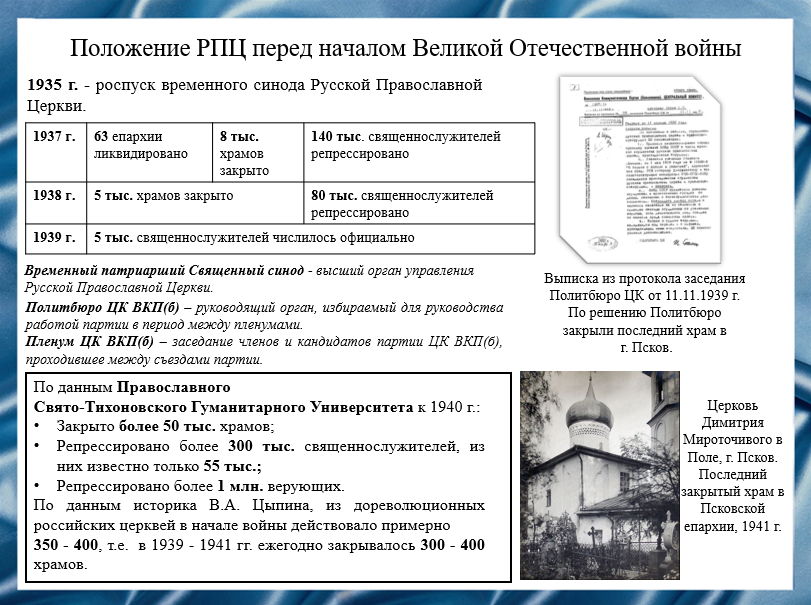 Положение РПЦ перед началом Великой Отечественной войны
1935 г. - роспуск временного синода Русской Православной
Церкви.
1937 г.
63 епархии
ликвидировано
8 тыс.
храмов
закрыто
140 тыс. священнослужителей
репрессировано
1938 г.
5 тыс. храмов закрыто
80 тыс. священнослужителей
репрессировано
1939 г.
5 тыс. священнослужителей числилось официально
Временный патриарший Священный синод - высший орган управления
Русской Православной Церкви.
Политбюро ЦК ВКП(б) – руководящий орган, избираемый для руководства
работой партии в период между пленумами.
Пленум ЦК ВКП(б) – заседание членов и кандидатов партии ЦК ВКП(б),
проходившее между съездами партии.
По данным Православного
Свято-Тихоновского Гуманитарного Университета к 1940 г.:
• Закрыто более 50 тыс. храмов;
• Репрессировано более 300 тыс. священнослужителей, из
них известно только 55 тыс.;
• Репрессировано более 1 млн. верующих.
По данным историка В.А. Цыпина, из дореволюционных
российских церквей в начале войны действовало примерно
350 - 400, т.е. в 1939 - 1941 гг. ежегодно закрывалось 300 - 400
храмов.
Выписка из протокола заседания
Политбюро ЦК от 11.11.1939 г.
По решению Политбюро
закрыли последний храм в
г. Псков.
Церковь
Димитрия
Мироточивого в
Поле, г. Псков.
Последний
закрытый храм в
Псковской
епархии, 1941 г.